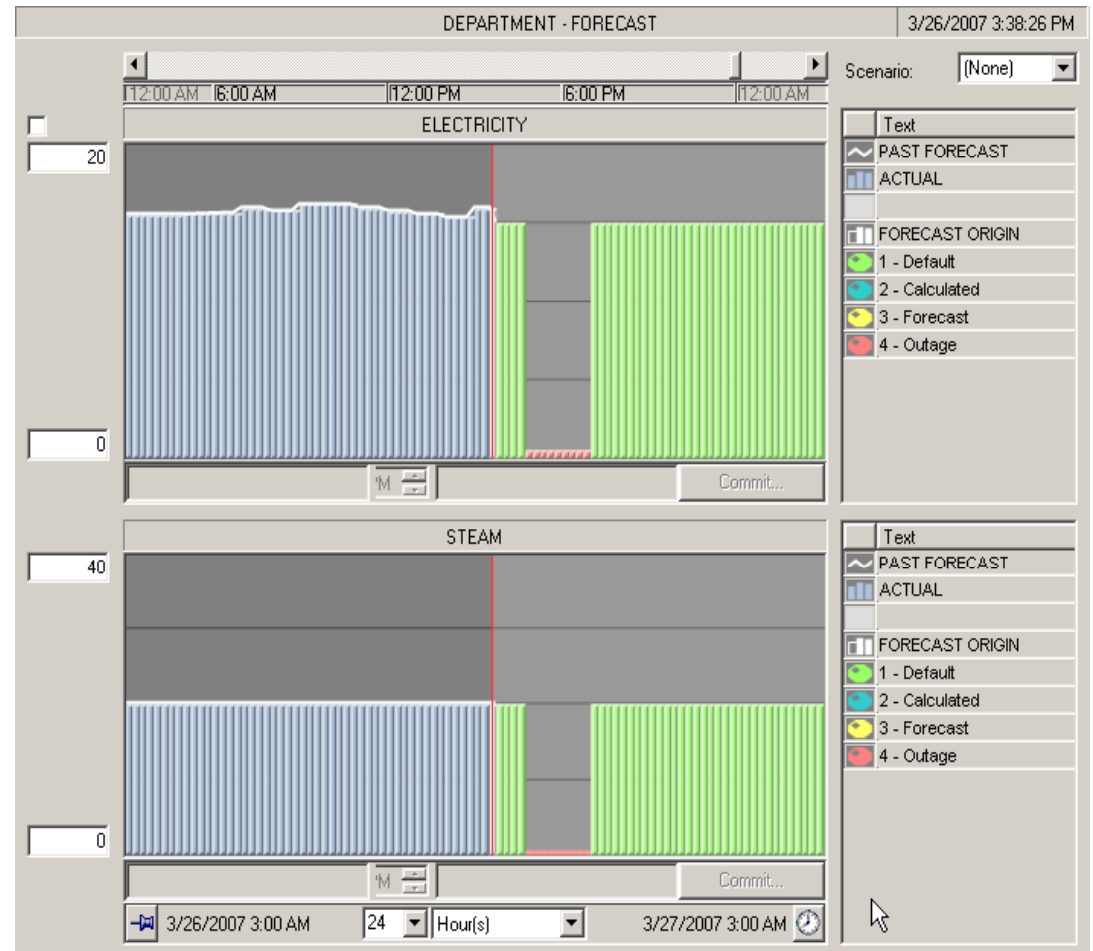 DEPARTMENT - FORECAST 3/26/2007 3:38:26 PM
Scenario: (None)
12:00 AM 6:00 AM 12:00 PM 6:00 PM 12:00 AM
ELECTRICITY
20
0
'M Commit...
Text
PAST FORECAST
ACTUAL
FORECAST ORIGIN
1 - Default
2 - Calculated
3 - Forecast
4 - Outage
STEAM
40
0
'M Commit...
Text
PAST FORECAST
ACTUAL
FORECAST ORIGIN
1 - Default
2 - Calculated
3 - Forecast
4 - Outage
3/26/2007 3:00 AM 24 Hour(s) 3/27/2007 3:00 AM